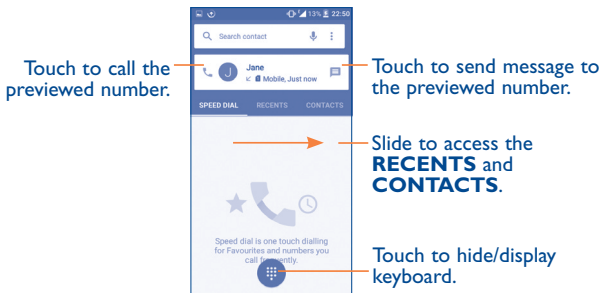 13% 22:50
Search contact
Touch to call the
previewed number.
J
Jane
Mobile, Just now
Touch to send message to
the previewed number.
SPEED DIAL RECENTS CONTACTS
Slide to access the
RECENTS and
CONTACTS.
Speed dial is one touch dialling
for Favourites and numbers you
call frequently.
Touch to hide/display
keyboard.